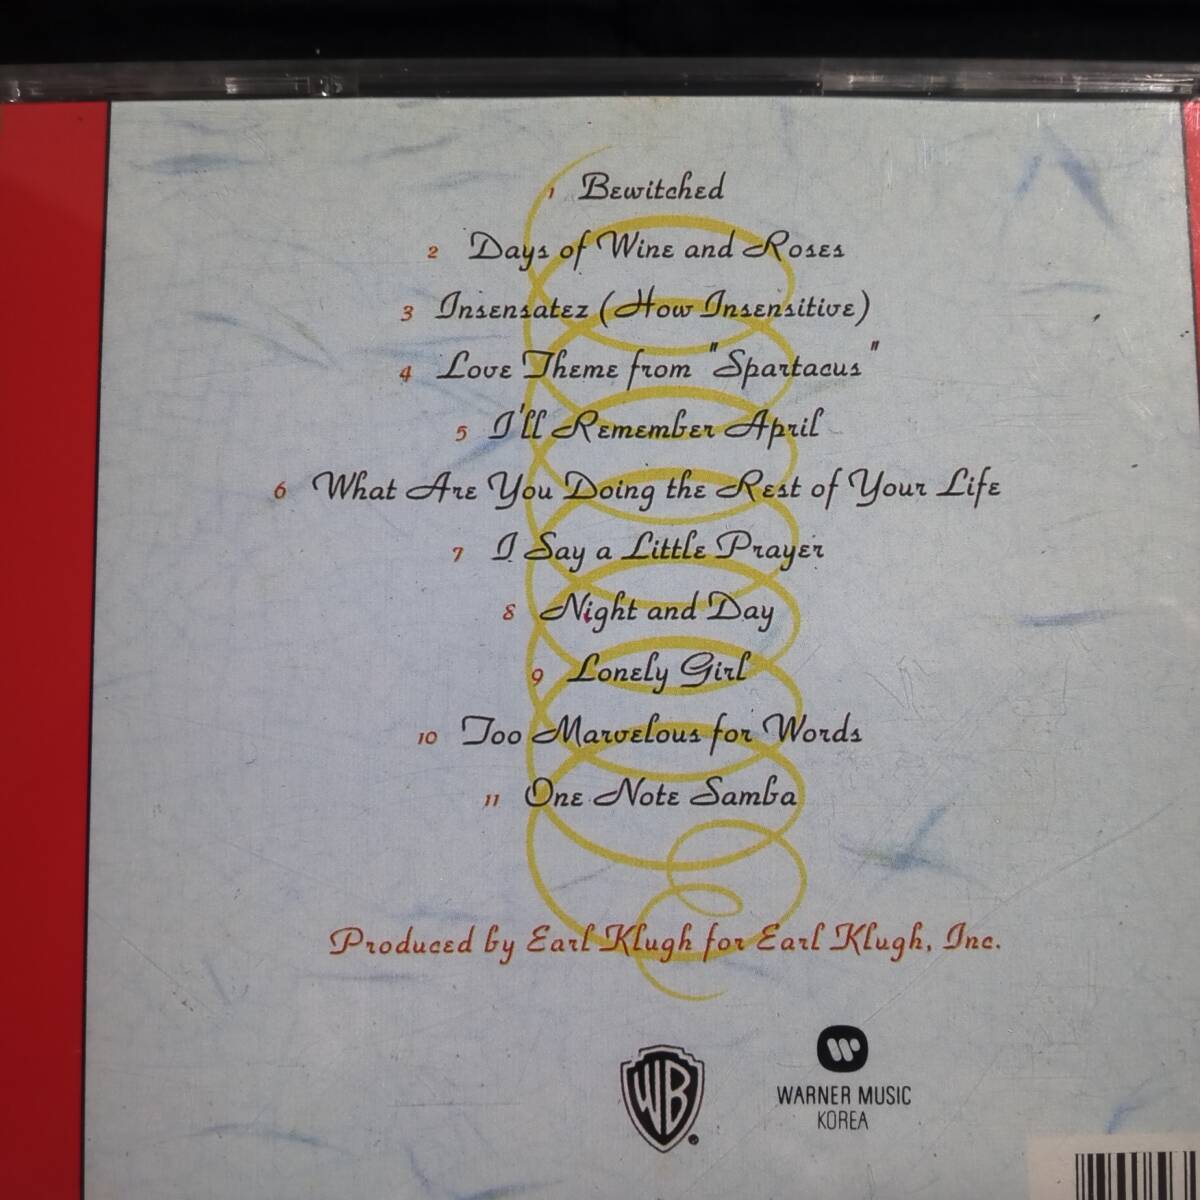 1 Bewitched
2 Days of Wine and Roses
3 Insensatez (How Insensitive)
4 Love Theme from "Spartacus"
5 I'll Remember April
6 What Are You Doing the Rest of Your Life
7 I Say a Little Prayer
8 Night and Day
9 Lonely Girl
10 Too Marvelous for Words
11 One Note Samba
Produced by Earl Klugh for Earl Klugh, Inc.
WB
WARNER MUSIC
KOREA